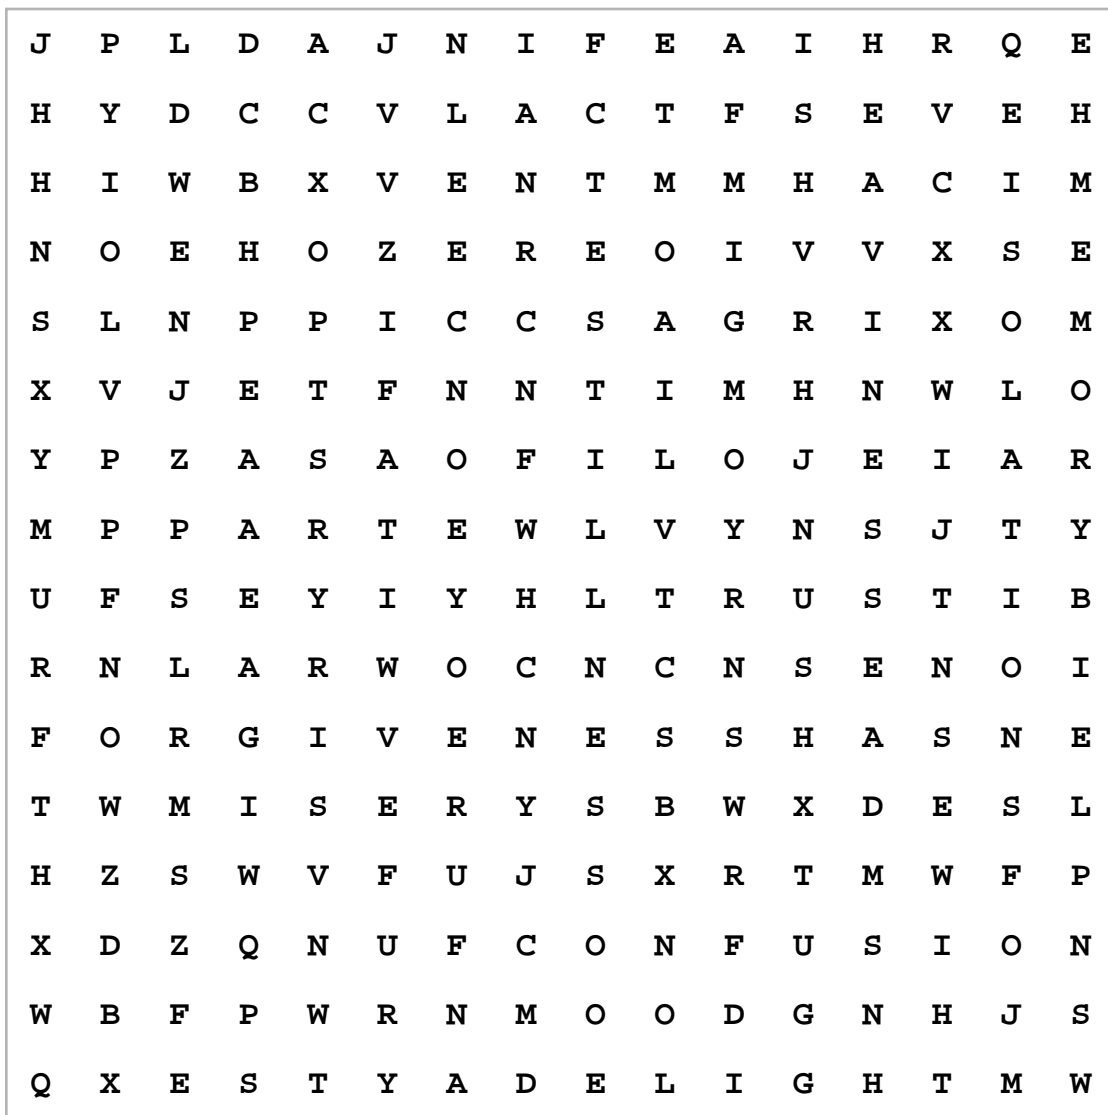 J P L D A J N I F E A I H R Q E
H Y D C C V L A C T F S E V E H
H I W B X V E N T M M H A C I M
N O E H O Z E R E O I V V X S E
S L N P P I C C S A G R I X O M
X V J E T F N N T I M H N W L O
Y P Z A S A O F I L O J E I A R
M P P A R T E W L V Y N S J T Y
U F S E Y I Y H L T R U S T I B
R N L A R W O C N C N S E N O I
F O R G I V E N E S S H A S N E
T W M I S E R Y S B W X D E S L
H Z S W V F U J S X R T M W F P
X D Z Q N U F C O N F U S I O N
W B F P W R N M O O D G N H J S
Q X E S T Y A D E L I G H T M W